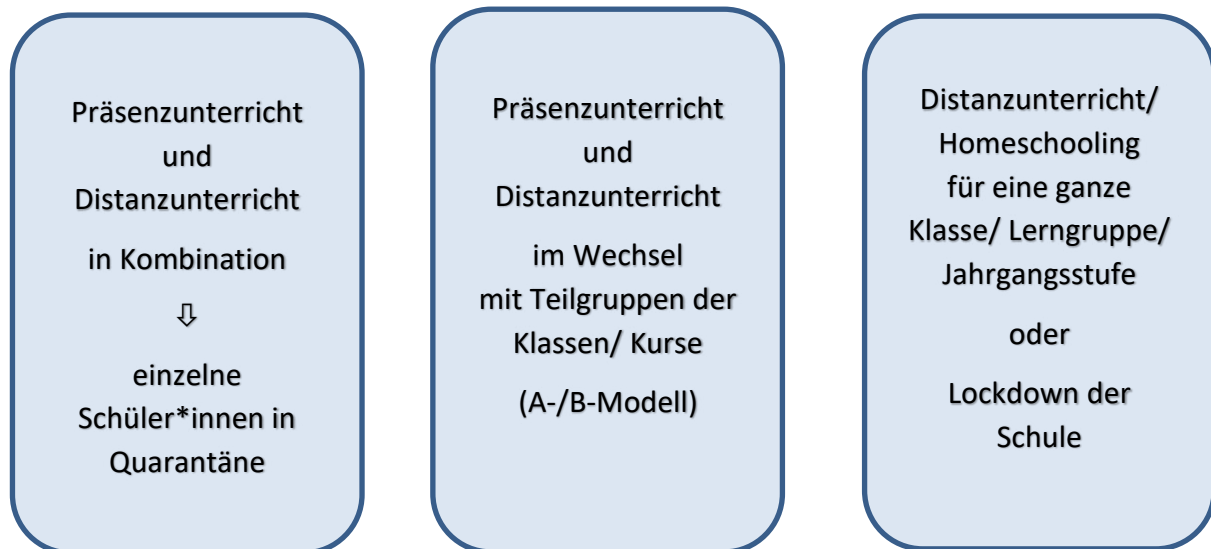 Präsenzunterricht
und
Distanzunterricht
in Kombination
⇩
einzelne
Schüler*innen in
Quarantäne
Präsenzunterricht
und
Distanzunterricht
im Wechsel
mit Teilgruppen der
Klassen/ Kurse
(A-/B-Modell)
Distanzunterricht/
Homeschooling
für eine ganze
Klasse/ Lerngruppe/
Jahrgangsstufe
oder
Lockdown der
Schule